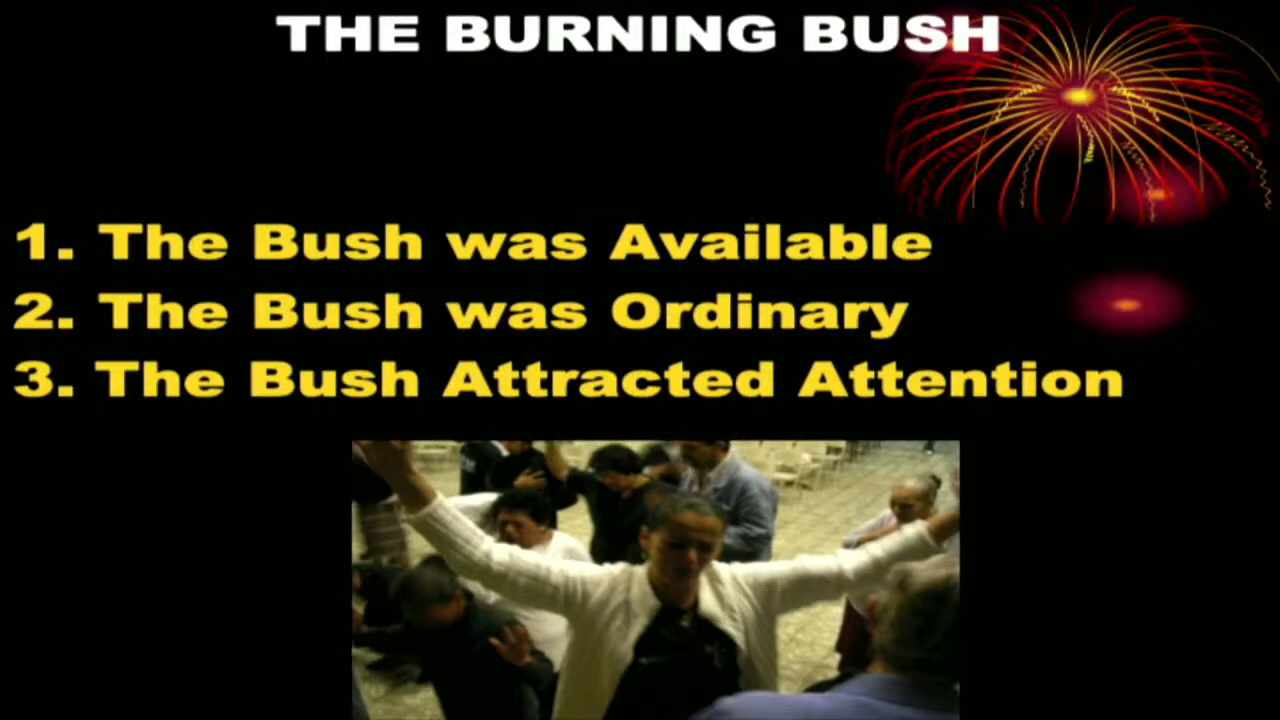 THE BURNING BUSH
1. The Bush was Available
2. The Bush was Ordinary
3. The Bush Attracted Attention